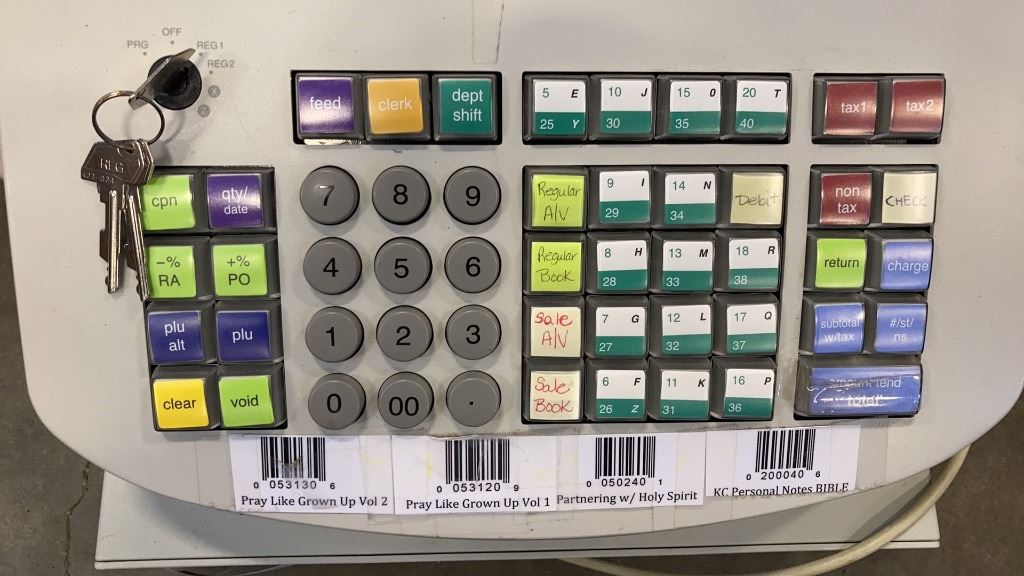 OFF
PRG
REG1
REG2
feed
clerk
dept
shift
5 E
25 Y
10 J
30
15 O
35
20 T
40
tax1
tax2
cpn
qty/
date
7
8
9
Regular
A/V
9 I
29
14 N
34
Debit
non
tax
CHECK
-%
RA
+%
PO
4
5
6
Regular
Book
8 H
28
13 M
33
18 R
38
return
charge
plu
alt
plu
1
2
3
Sale
A/V
7 G
27
12 L
32
17 Q
37
subtotal
w/tax
#/st/
ns
clear
void
0
00
.
Sale
Book
6 F
26 Z
11 K
31
16 P
36
amount tend
total
0 053130 6
Pray Like Grown Up Vol 2
0 053120 9
Pray Like Grown Up Vol 1
0 050240 1
Partnering w/ Holy Spirit
0 200040 6
KC Personal Notes BIBLE